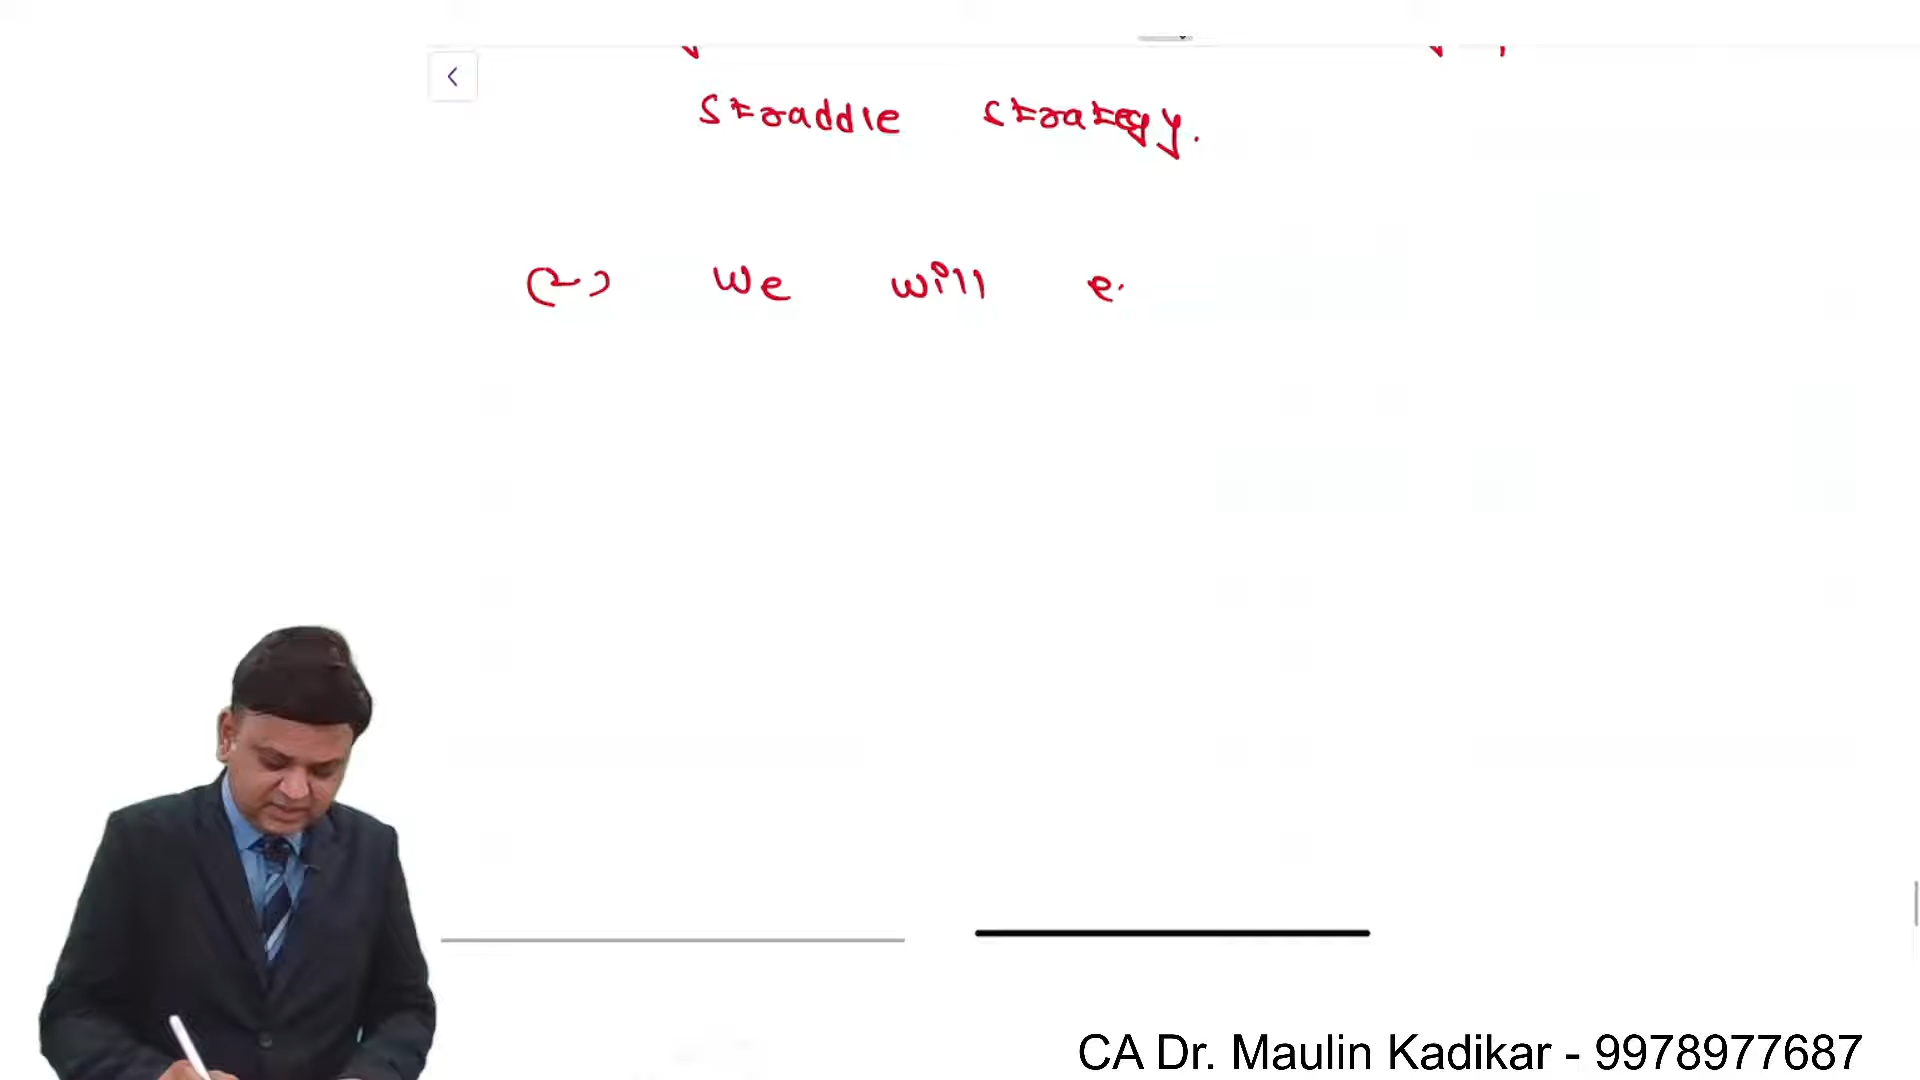 straddle strategy.
(2) We will e
CA Dr. Maulin Kadikar - 9978977687